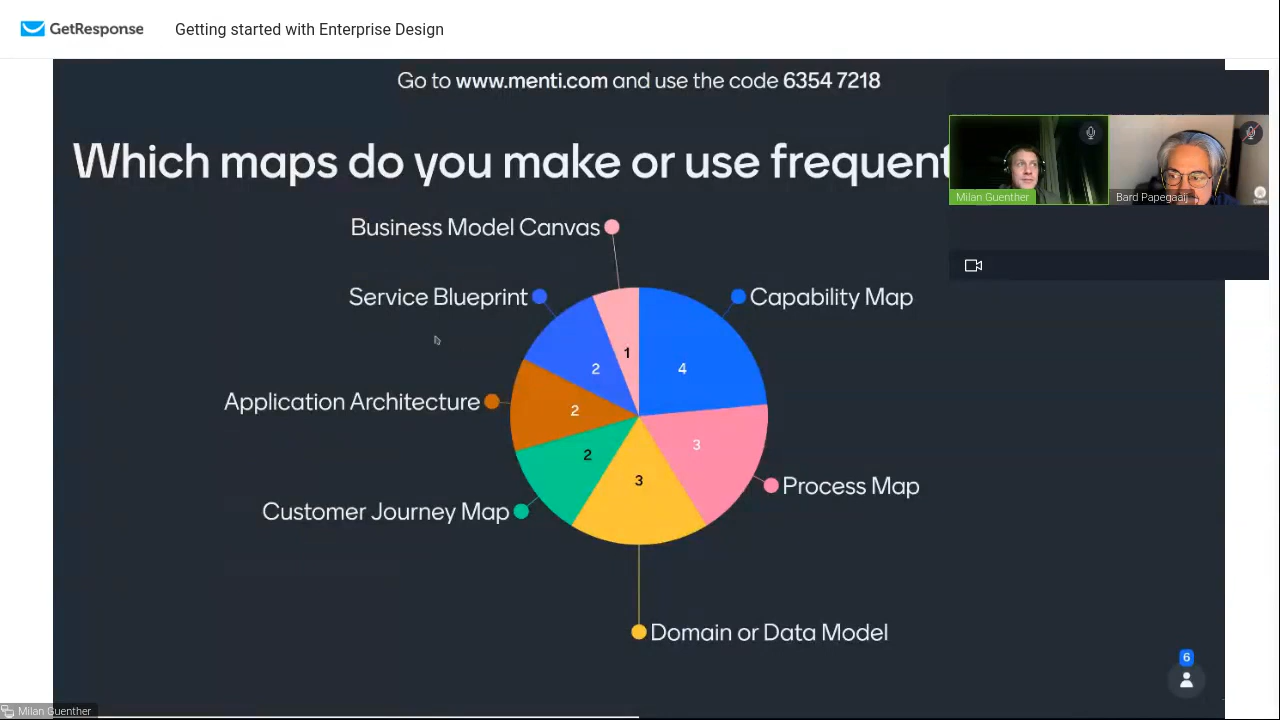 GetResponse
Getting started with Enterprise Design
Go to www.menti.com and use the code 6354 7218
Which maps do you make or use frequent
Milan Guenther
Bard Papegaaij
Business Model Canvas
Service Blueprint
Capability Map
1
2
4
Application Architecture
2
3
2
3
Process Map
Customer Journey Map
Domain or Data Model
6
Milan Guenther